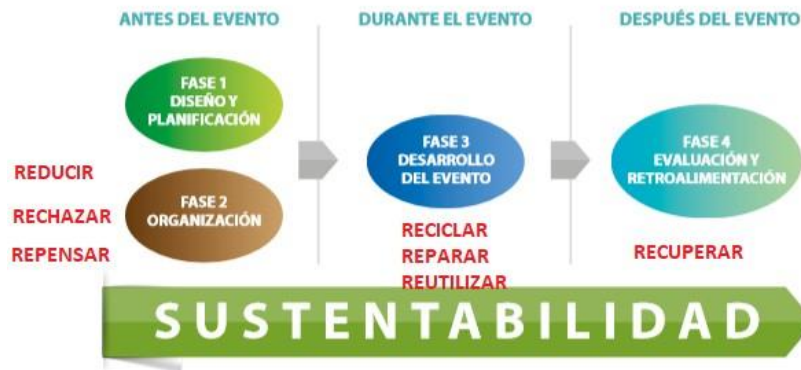 ANTES DEL EVENTO
DURANTE EL EVENTO
DESPUÉS DEL EVENTO
FASE 1
DISEÑO Y
PLANIFICACIÓN
FASE 2
ORGANIZACIÓN
REDUCIR
RECHAZAR
REPENSAR
FASE 3
DESARROLLO
DEL EVENTO
RECICLAR
REPARAR
REUTILIZAR
FASE 4
EVALUACIÓN Y
RETROALIMENTACIÓN
RECUPERAR
SUSTENTABILIDAD